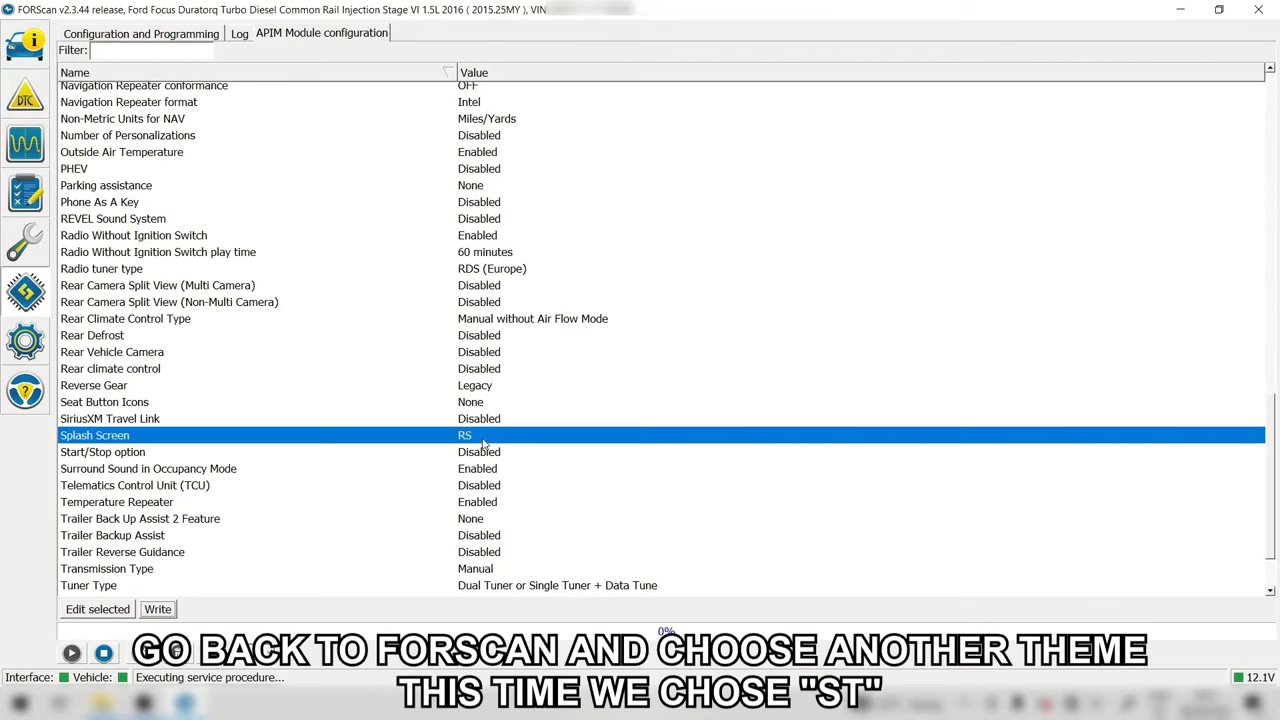 FORScan v2.3.44 release, Ford Focus Duratorq Turbo Diesel Common Rail Injection Stage VI 1.5L 2016 ( 2015.25MY ), VIN
Configuration and Programming Log APIM Module configuration
Filter:
Name Value
Navigation Repeater conformance OFF
Navigation Repeater format Intel
Non-Metric Units for NAV Miles/Yards
Number of Personalizations Disabled
Outside Air Temperature Enabled
PHEV Disabled
Parking assistance None
Phone As A Key Disabled
REVEL Sound System Disabled
Radio Without Ignition Switch Enabled
Radio Without Ignition Switch play time 60 minutes
Radio tuner type RDS (Europe)
Rear Camera Split View (Multi Camera) Disabled
Rear Camera Split View (Non-Multi Camera) Disabled
Rear Climate Control Type Manual without Air Flow Mode
Rear Defrost Disabled
Rear Vehicle Camera Disabled
Rear climate control Disabled
Reverse Gear Legacy
Seat Button Icons None
SiriusXM Travel Link Disabled
Splash Screen RS
Start/Stop option Disabled
Surround Sound in Occupancy Mode Enabled
Telematics Control Unit (TCU) Disabled
Temperature Repeater Enabled
Trailer Back Up Assist 2 Feature None
Trailer Backup Assist Disabled
Trailer Reverse Guidance Disabled
Transmission Type Manual
Tuner Type Dual Tuner or Single Tuner + Data Tune
Edit selected Write
0%
GO BACK TO FORSCAN AND CHOOSE ANOTHER THEME
THIS TIME WE CHOSE "ST"
Interface: Vehicle: Executing service procedure... 12.1V
DTC